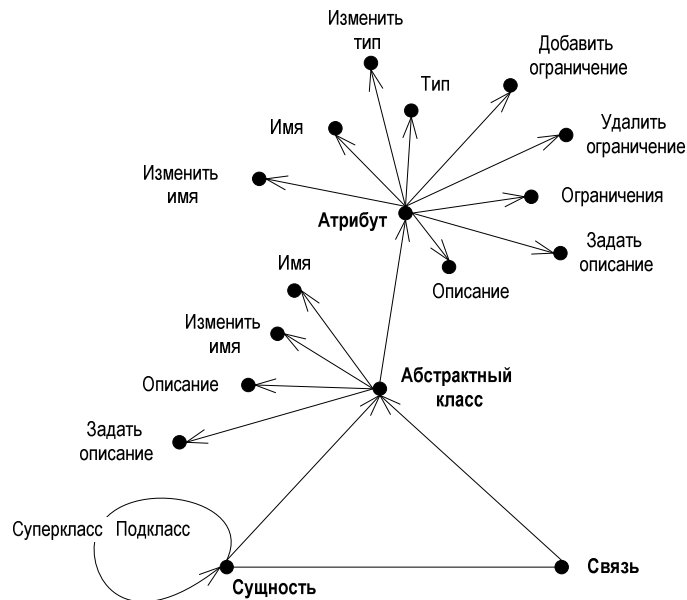 Изменить
тип
Добавить
ограничение
Тип
Имя
Удалить
ограничение
Изменить
имя
Ограничения
Атрибут
Задать
описание
Описание
Имя
Изменить
имя
Описание
Абстрактный
класс
Задать
описание
Суперкласс Подкласс
Сущность
Связь